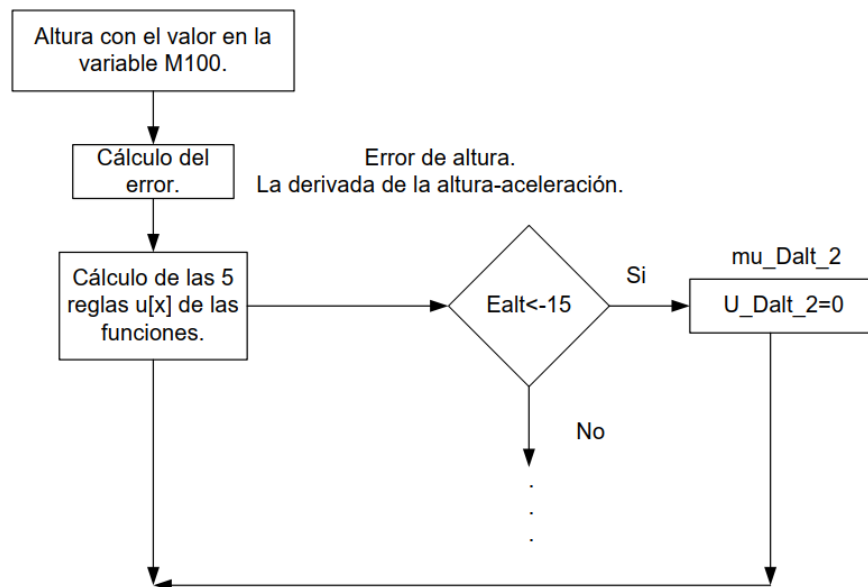 Altura con el valor en la
variable M100.
Cálculo del
error.
Error de altura.
La derivada de la altura-aceleración.
Cálculo de las 5
reglas u[x] de las
funciones.
Ealt<-15
Si
mu_Dalt_2
U_Dalt_2=0
No
.
.
.